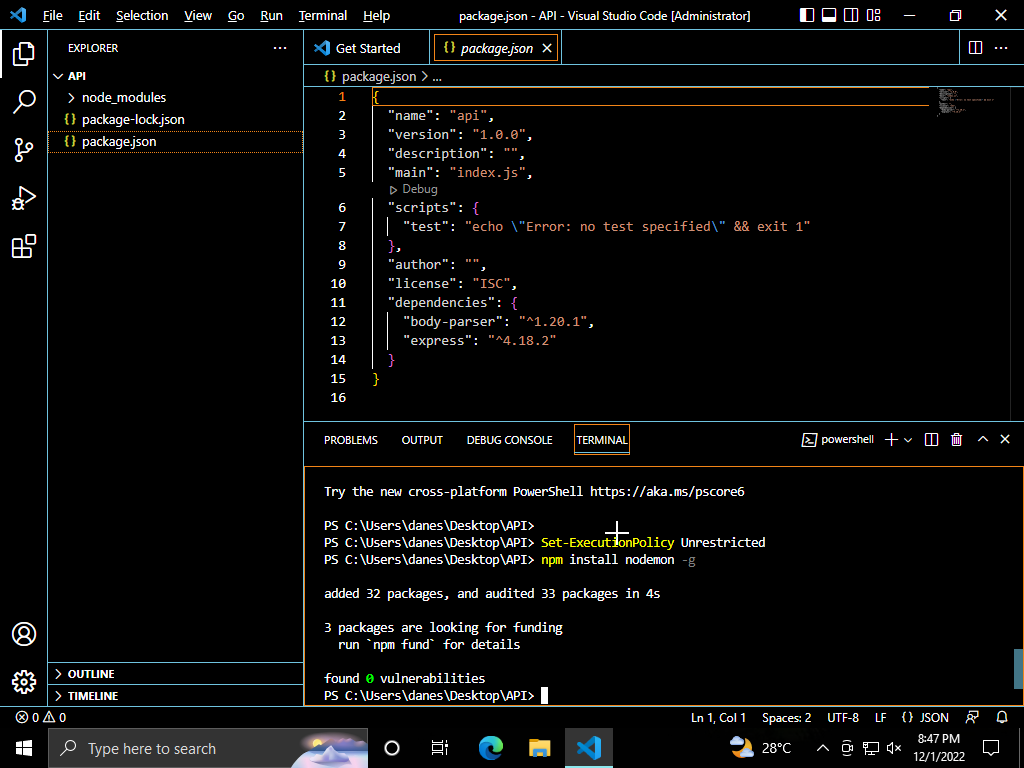 File Edit Selection View Go Run Terminal Help package.json - API - Visual Studio Code [Administrator]
EXPLORER
API
node_modules
package-lock.json
package.json
OUTLINE
TIMELINE
Get Started {} package.json
{} package.json > ...
1 {
2 "name": "api",
3 "version": "1.0.0",
4 "description": "",
5 "main": "index.js",
Debug
6 "scripts": {
7 "test": "echo \"Error: no test specified\" && exit 1"
8 },
9 "author": "",
10 "license": "ISC",
11 "dependencies": {
12 "body-parser": "^1.20.1",
13 "express": "^4.18.2"
14 }
15 }
16
PROBLEMS OUTPUT DEBUG CONSOLE TERMINAL powershell
Try the new cross-platform PowerShell https://aka.ms/pscore6
PS C:\Users\danes\Desktop\API>
PS C:\Users\danes\Desktop\API> Set-ExecutionPolicy Unrestricted
PS C:\Users\danes\Desktop\API> npm install nodemon -g
added 32 packages, and audited 33 packages in 4s
3 packages are looking for funding
run `npm fund` for details
found 0 vulnerabilities
PS C:\Users\danes\Desktop\API>
0 0 Ln 1, Col 1 Spaces: 2 UTF-8 LF {} JSON
Type here to search 28°C 8:47 PM
12/1/2022